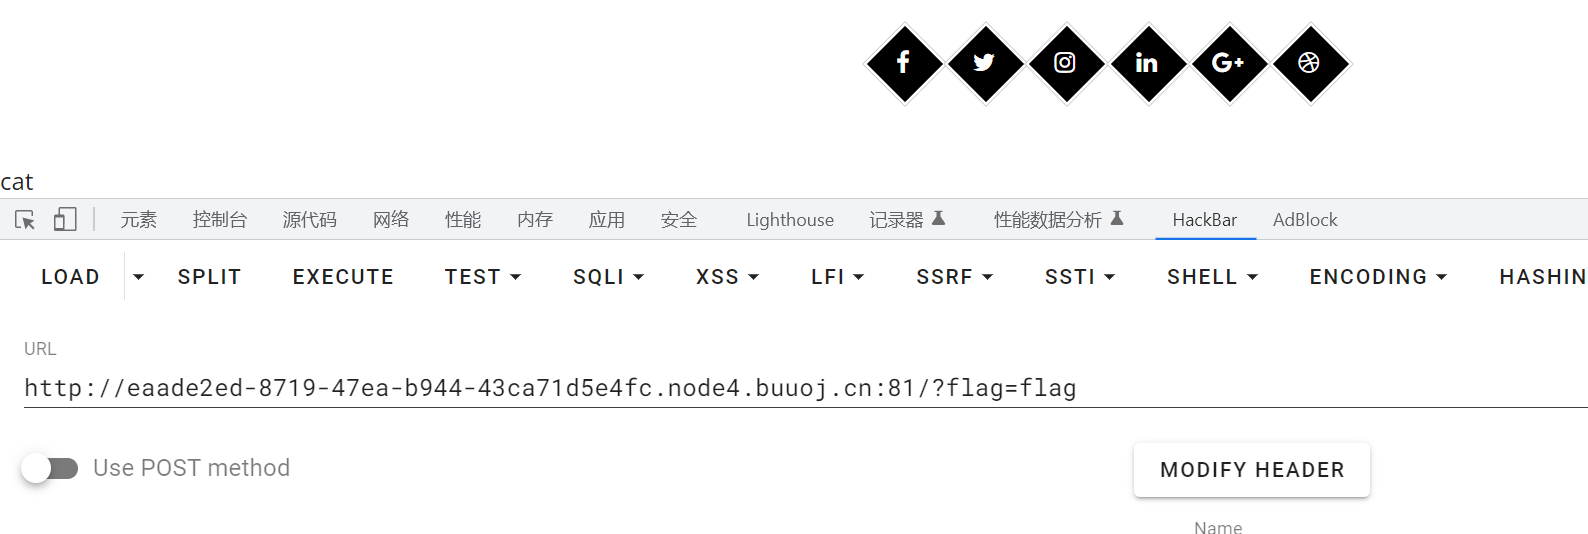 cat
元素 控制台 源代码 网络 性能 内存 应用 安全 Lighthouse 记录器 性能数据分析 HackBar AdBlock
LOAD SPLIT EXECUTE TEST SQLI XSS LFI SSRF SSTI SHELL ENCODING HASHIN
URL
http://eaade2ed-8719-47ea-b944-43ca71d5e4fc.node4.buuoj.cn:81/?flag=flag
Use POST method MODIFY HEADER
Name